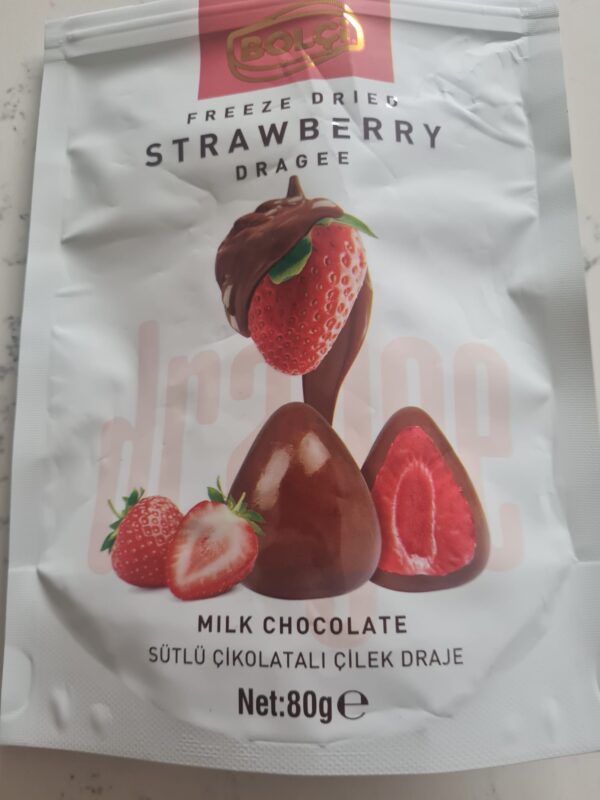 BOLÇİ
FREEZE DRIED
STRAWBERRY
DRAGEE
dragee
MILK CHOCOLATE
SÜTLÜ ÇİKOLATALI ÇİLEK DRAJE
Net:80g℮